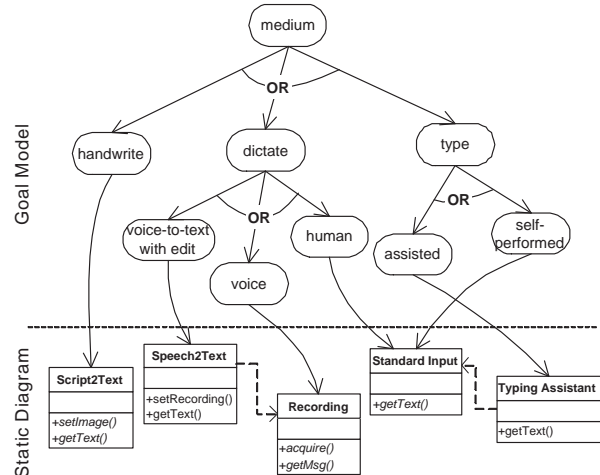 medium
OR
handwrite
dictate
type
OR
OR
voice-to-text
with edit
human
assisted
self-
performed
voice
Goal Model
Static Diagram
Script2Text
+setImage()
+getText()
Speech2Text
+setRecording()
+getText()
Recording
+acquire()
+getMsg()
Standard Input
+getText()
Typing Assistant
+getText()